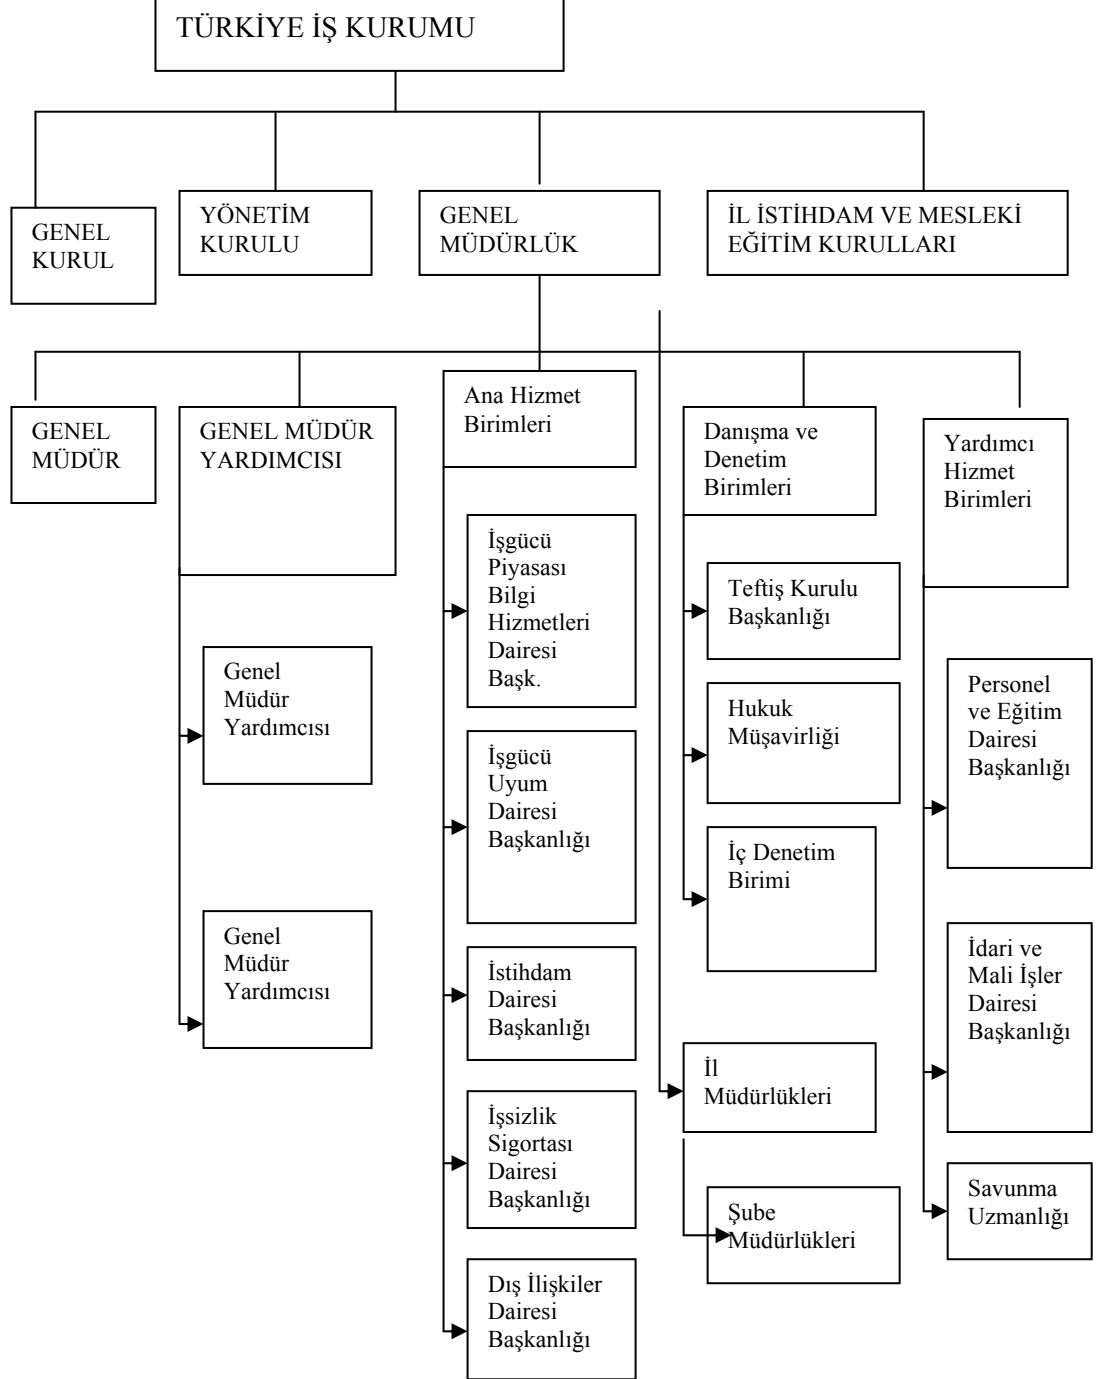 TÜRKİYE İŞ KURUMU
GENEL
KURUL
YÖNETİM
KURULU
GENEL
MÜDÜRLÜK
İL İSTİHDAM VE MESLEKİ
EĞİTİM KURULLARI
GENEL
MÜDÜR
GENEL MÜDÜR
YARDIMCISI
Genel
Müdür
Yardımcısı
Genel
Müdür
Yardımcısı
Ana Hizmet
Birimleri
İşgücü
Piyasası
Bilgi
Hizmetleri
Dairesi
Başk.
İşgücü
Uyum
Dairesi
Başkanlığı
İstihdam
Dairesi
Başkanlığı
İşsizlik
Sigortası
Dairesi
Başkanlığı
Dış İlişkiler
Dairesi
Başkanlığı
Danışma ve
Denetim
Birimleri
Teftiş Kurulu
Başkanlığı
Hukuk
Müşavirliği
İç Denetim
Birimi
İl
Müdürlükleri
Şube
Müdürlükleri
Yardımcı
Hizmet
Birimleri
Personel
ve Eğitim
Dairesi
Başkanlığı
İdari ve
Mali İşler
Dairesi
Başkanlığı
Savunma
Uzmanlığı